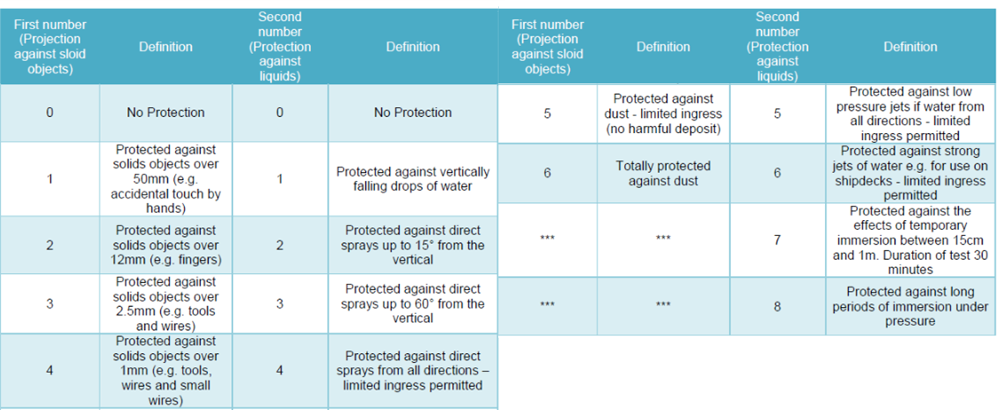 First number
(Projection
against sloid
objects)
Definition
Second
number
(Protection
against
liquids)
Definition
0
No Protection
0
No Protection
1
Protected against
solids objects over
50mm (e.g.
accidental touch by
hands)
1
Protected against vertically
falling drops of water
2
Protected against
solids objects over
12mm (e.g. fingers)
2
Protected against direct
sprays up to 15° from the
vertical
3
Protected against
solids objects over
2.5mm (e.g. tools
and wires)
3
Protected against direct
sprays up to 60° from the
vertical
4
Protected against
solids objects over
1mm (e.g. tools,
wires and small
wires)
4
Protected against direct
sprays from all directions –
limited ingress permitted
First number
(Projection
against sloid
objects)
Definition
Second
number
(Protection
against
liquids)
Definition
5
Protected against
dust - limited ingress
(no harmful deposit)
5
Protected against low
pressure jets if water from
all directions - limited
ingress permitted
6
Totally protected
against dust
6
Protected against strong
jets of water e.g. for use on
shipdecks - limited ingress
permitted
***
***
7
Protected against the
effects of temporary
immersion between 15cm
and 1m. Duration of test 30
minutes
***
***
8
Protected against long
periods of immersion under
pressure